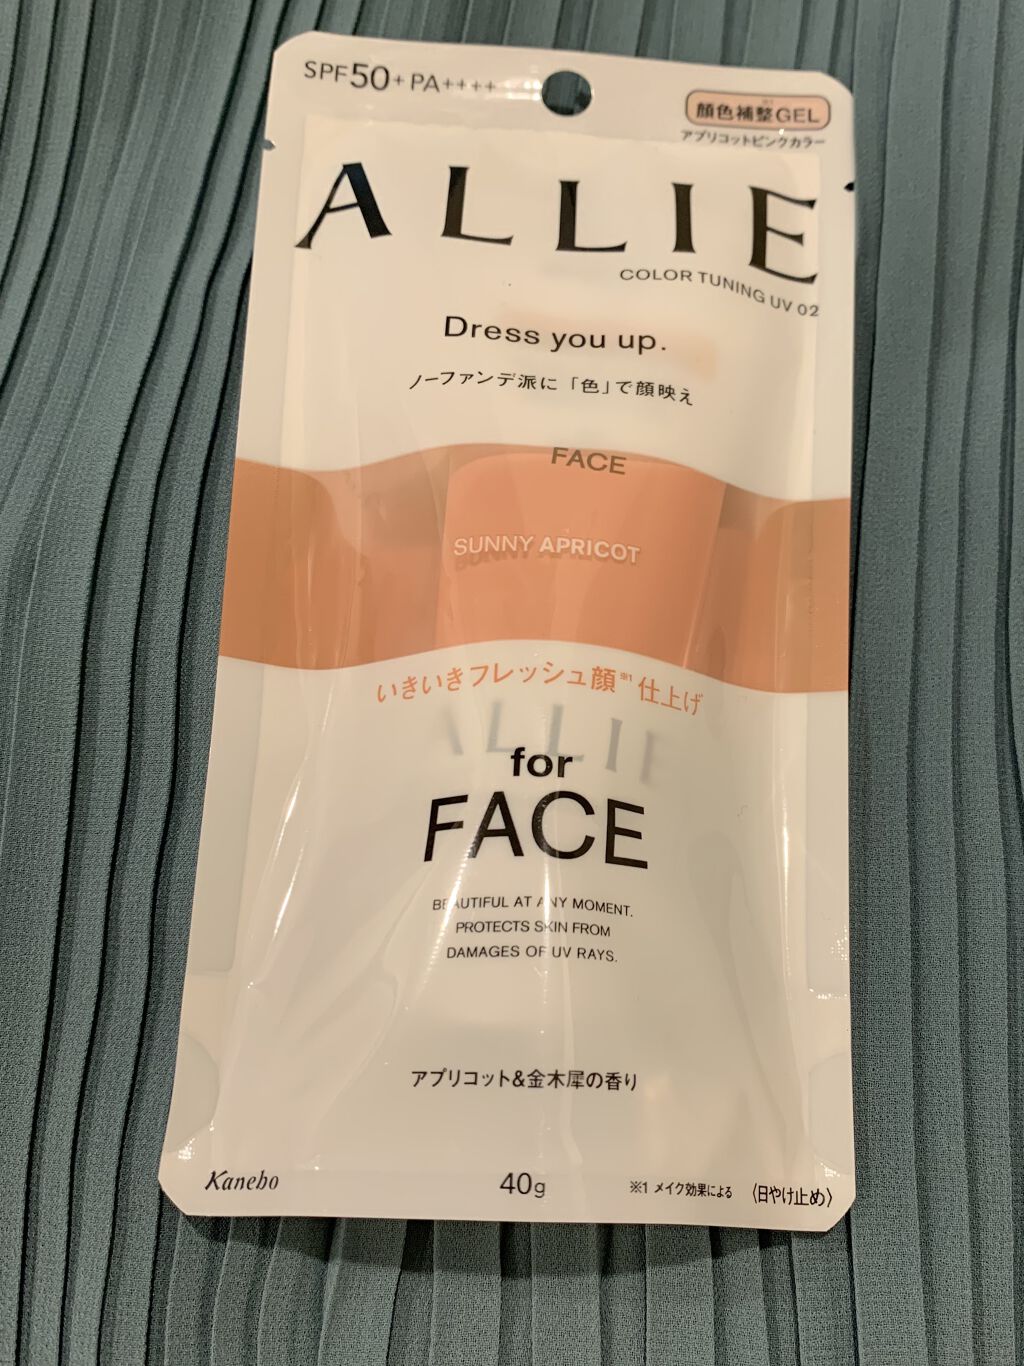 SPF50+ PA++++
顔色補整※1GEL
アプリコットピンクカラー
ALLIE
COLOR TUNING UV 02
Dress you up.
ノーファンデ派に「色」で顔映え
FACE
SUNNY APRICOT
いきいきフレッシュ顔※1仕上げ
ALLIE
for
FACE
BEAUTIFUL AT ANY MOMENT.
PROTECTS SKIN FROM
DAMAGES OF UV RAYS.
アプリコット&金木犀の香り
Kanebo
40g
※1 メイク効果による
〈日やけ止め〉